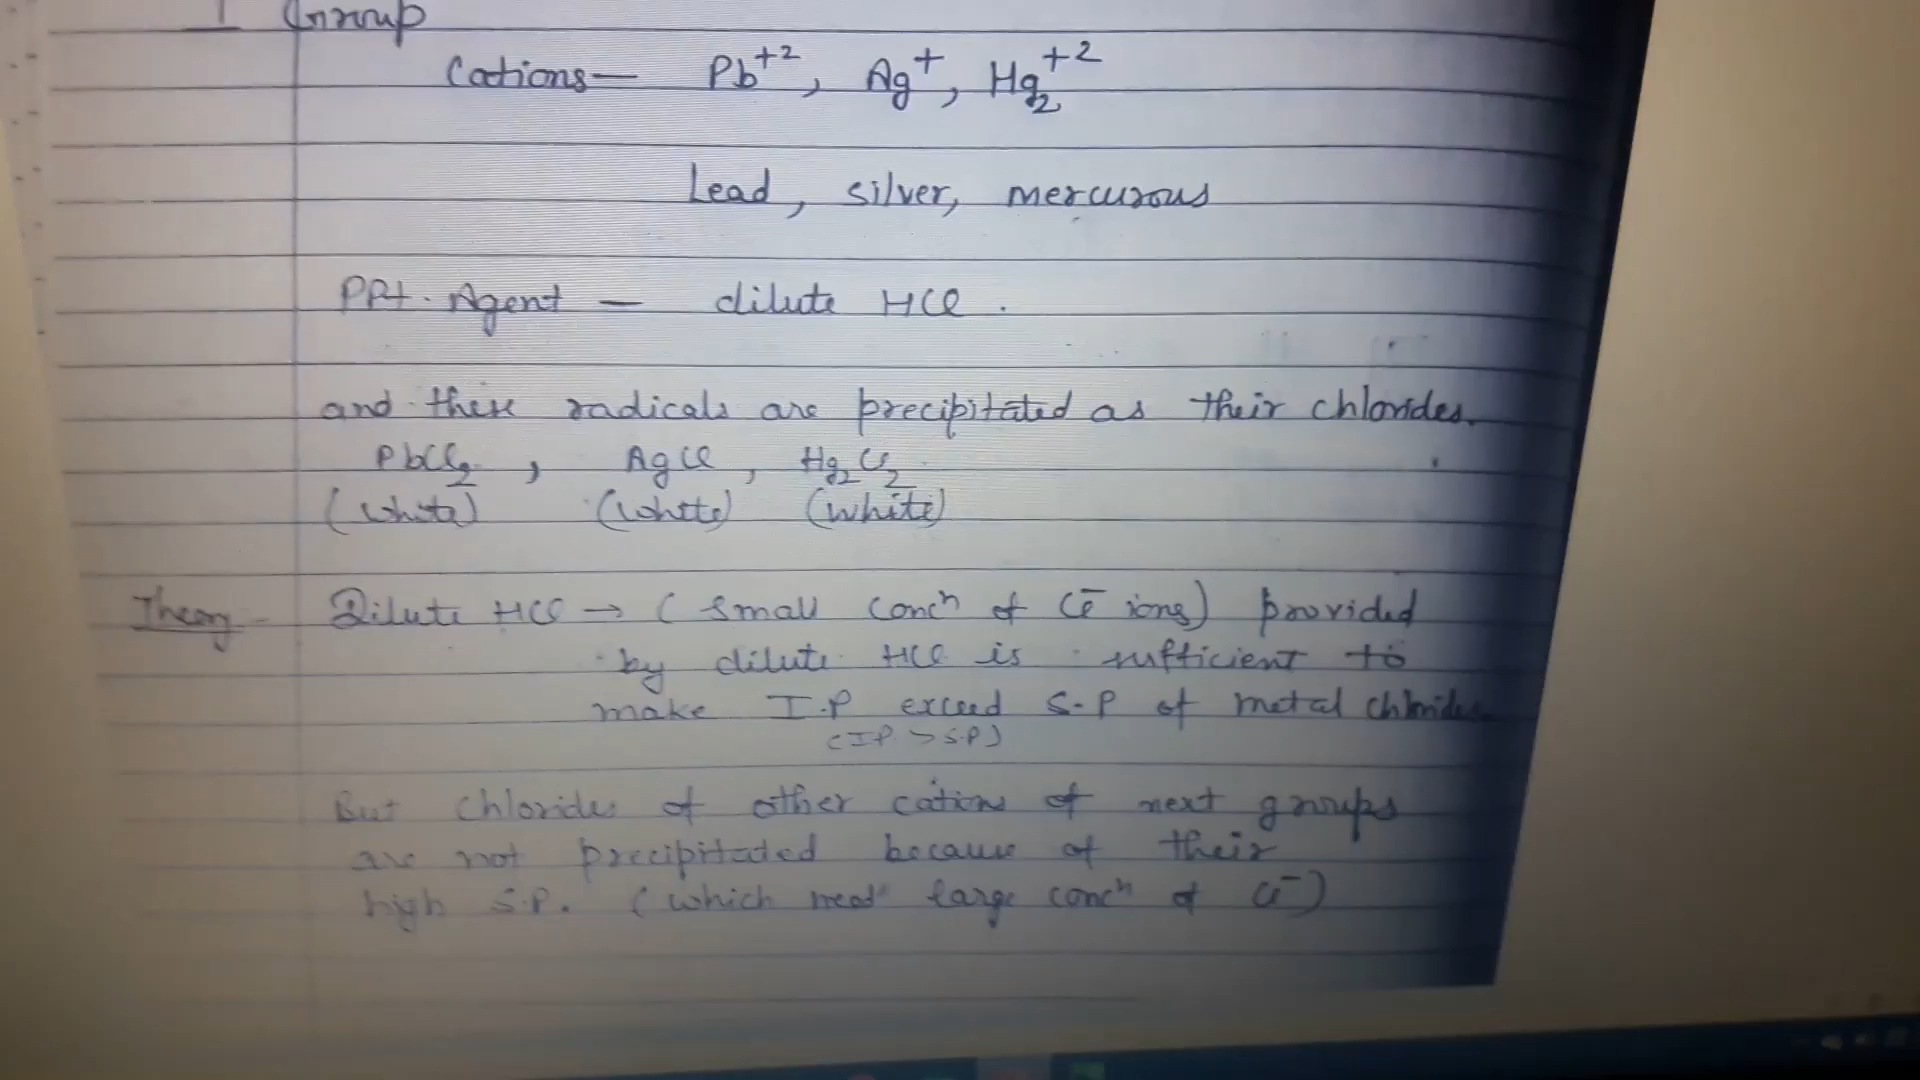 I Group
Cations— Pb⁺², Ag⁺, Hg₂⁺²
Lead, silver, mercurous
PPt. Agent — dilute HCl.
and these radicals are precipitated as their chlorides.
PbCl₂, AgCl, Hg₂Cl₂
(white) (white) (white)
Theory - Dilute HCl → (small concⁿ of Cl⁻ ions) provided
by dilute HCl is sufficient to
make I.P exceed S.P of metal chlorides
(I.P. > S.P)
But chlorides of other cations of next groups
are not precipitated because of their
high S.P. (which need large concⁿ of Cl⁻)